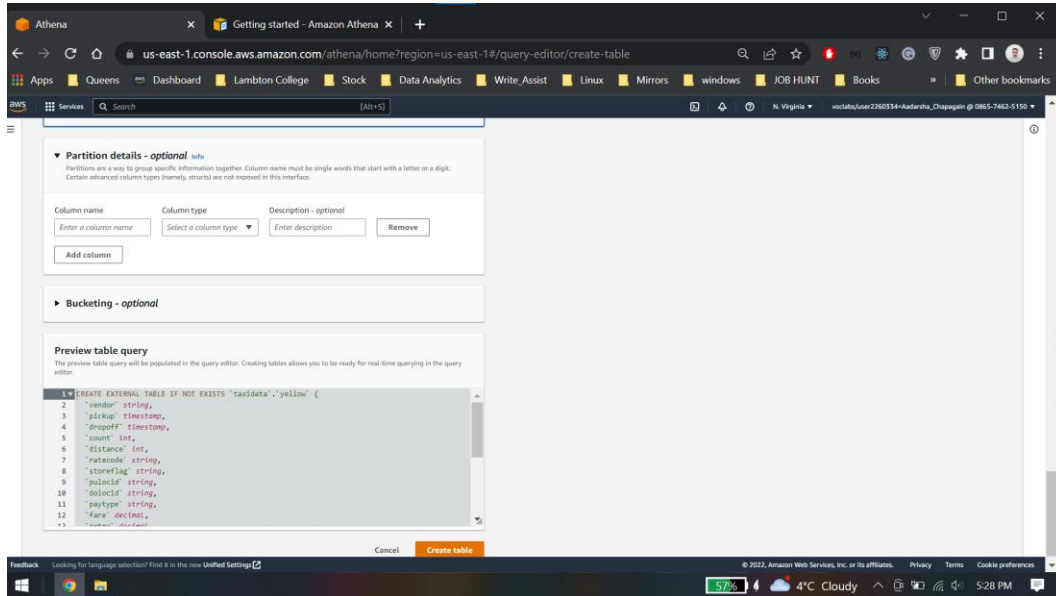 Athena
Getting started - Amazon Athena
us-east-1.console.aws.amazon.com/athena/home?region=us-east-1#/query-editor/create-table
Apps Queens Dashboard Lambton College Stock Data Analytics Write_Assist Linux Mirrors windows JOB HUNT Books » Other bookmarks
aws Services Search [Alt+S] N. Virginia ▼ voclabs/user2260334=Aadarsha_Chapagain @ 0865-7462-5150 ▼
▼ Partition details - optional Info
Partitions are a way to group specific information together. Column name must be single words that start with a letter or a digit.
Certain advanced column types (namely, structs) are not exposed in this interface.
Column name Column type Description - optional
Enter a column name Select a column type ▼ Enter description Remove
Add column
▶ Bucketing - optional
Preview table query
The preview table query will be populated in the query editor. Creating tables allows you to be ready for real-time querying in the query
editor.
1 CREATE EXTERNAL TABLE IF NOT EXISTS `taxidata`.`yellow` (
2 `vendor` string,
3 `pickup` timestamp,
4 `dropoff` timestamp,
5 `count` int,
6 `distance` int,
7 `ratecode` string,
8 `storeflag` string,
9 `pulocid` string,
10 `dolocid` string,
11 `paytype` string,
12 `fare` decimal,
Cancel Create table
Feedback Looking for language selection? Find it in the new Unified Settings © 2022, Amazon Web Services, Inc. or its affiliates. Privacy Terms Cookie preferences
57% 4°C Cloudy 5:28 PM